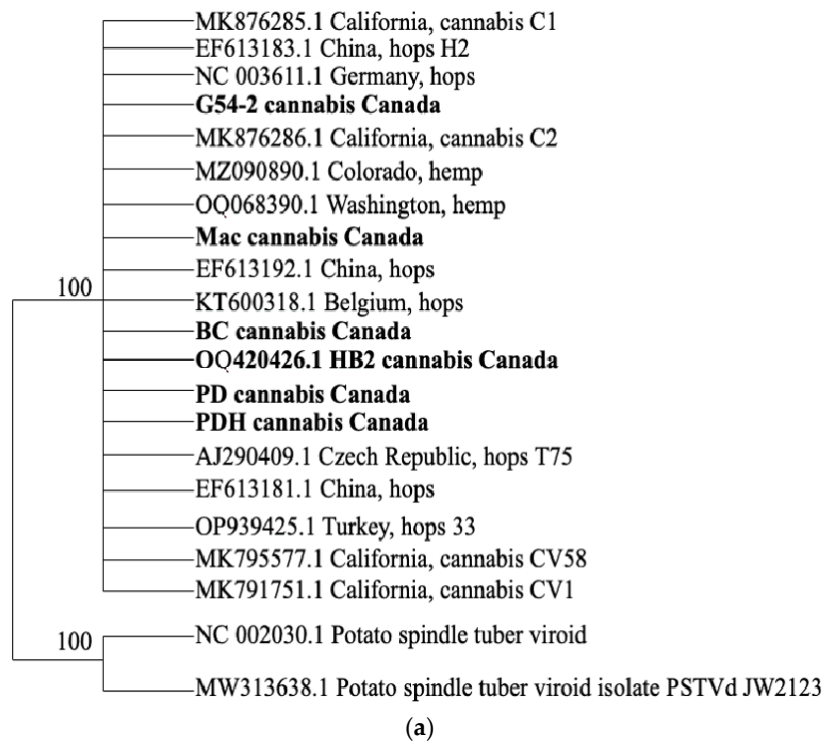 MK876285.1 California, cannabis C1
EF613183.1 China, hops H2
NC 003611.1 Germany, hops
G54-2 cannabis Canada
MK876286.1 California, cannabis C2
MZ090890.1 Colorado, hemp
OQ068390.1 Washington, hemp
Mac cannabis Canada
EF613192.1 China, hops
100
KT600318.1 Belgium, hops
BC cannabis Canada
OQ420426.1 HB2 cannabis Canada
PD cannabis Canada
PDH cannabis Canada
AJ290409.1 Czech Republic, hops T75
EF613181.1 China, hops
OP939425.1 Turkey, hops 33
MK795577.1 California, cannabis CV58
MK791751.1 California, cannabis CV1
100
NC 002030.1 Potato spindle tuber viroid
MW313638.1 Potato spindle tuber viroid isolate PSTVd JW2123
(a)